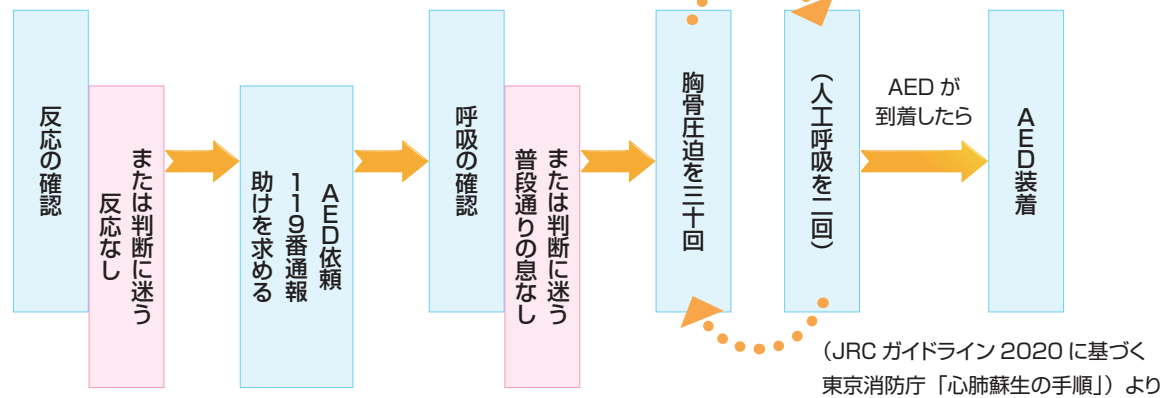 反応の確認
反応なし
または判断に迷う
助けを求める
119番通報
AED依頼
呼吸の確認
普段通りの息なし
または判断に迷う
胸骨圧迫を三十回
（人工呼吸を二回）
AED が
到着したら
AED装着
（JRC ガイドライン 2020 に基づく
東京消防庁「心肺蘇生の手順」）より